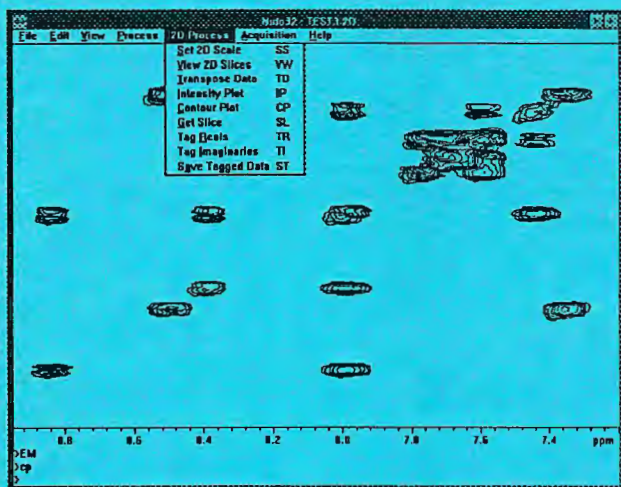 Nuts32 - TEST3.2D
File Edit View Process 2D Process Acquisition Help
Set 2D Scale SS
View 2D Slices VW
Transpose Data TD
Intensity Plot IP
Contour Plot CP
Get Slice SL
Tag Reals TR
Tag Imaginaries TI
Save Tagged Data ST
8.8 8.6 8.4 8.2 8.0 7.8 7.6 7.4 ppm
>EM
>cp
>